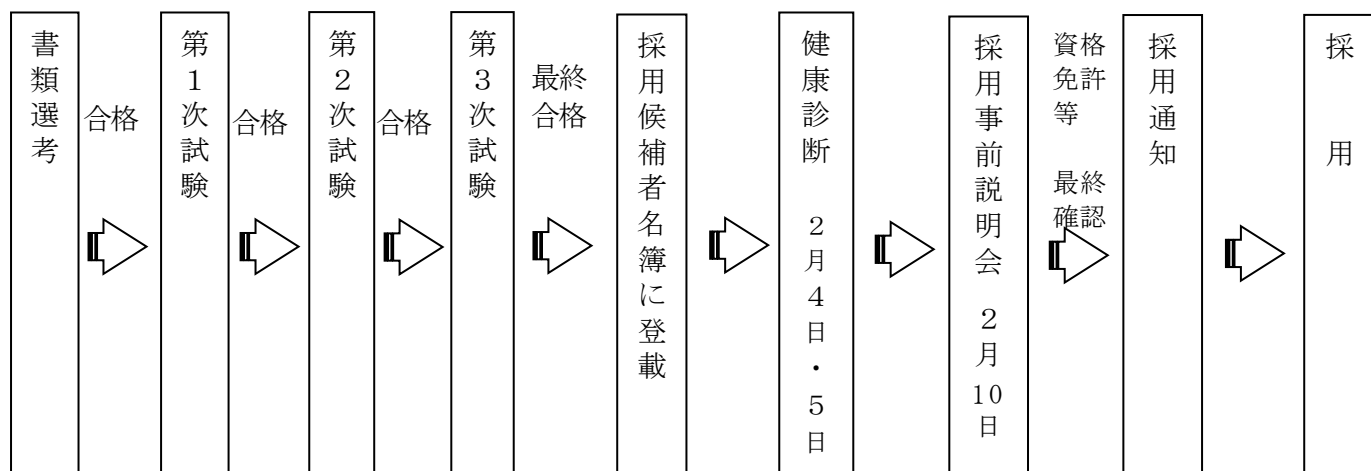 書類選考
合格
第1次試験
合格
第2次試験
合格
第3次試験
最終
合格
採用候補者名簿に登載
健康診断 2月4日・5日
採用事前説明会 2月10日
資格
免許
等
最終
確認
採用通知
採用